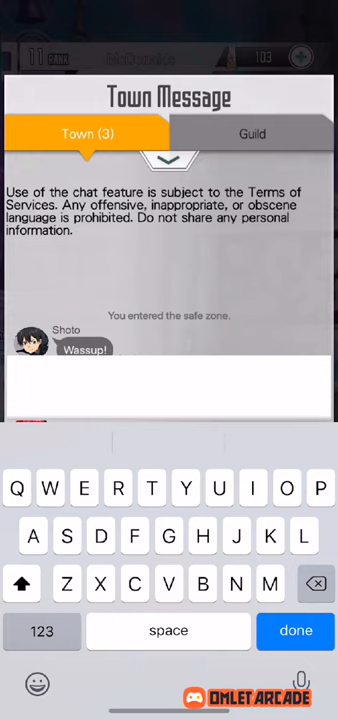 11 RANK McDonalds 103
Town Message
Town (3) Guild
Use of the chat feature is subject to the Terms of
Services. Any offensive, inappropriate, or obscene
language is prohibited. Do not share any personal
information.
You entered the safe zone.
Shoto
Wassup!
Q W E R T Y U I O P
A S D F G H J K L
Z X C V B N M
123 space done
OMLET ARCADE